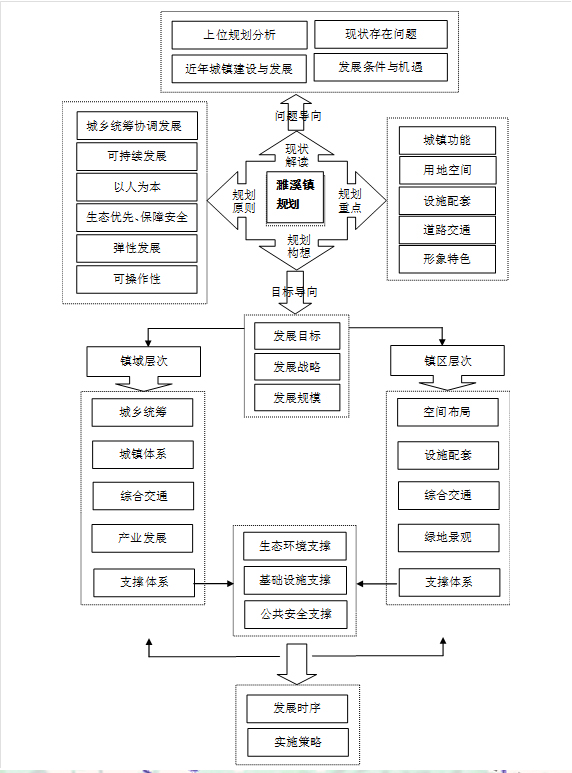 上位规划分析
现状存在问题
近年城镇建设与发展
发展条件与机遇
问题导向
城乡统筹协调发展
可持续发展
以人为本
生态优先、保障安全
弹性发展
可操作性
现状
解读
规划
原则
濉溪镇
规划
规划
重点
规划
构想
城镇功能
用地空间
设施配套
道路交通
形象特色
目标导向
发展目标
发展战略
发展规模
镇域层次
镇区层次
城乡统筹
城镇体系
综合交通
产业发展
支撑体系
空间布局
设施配套
综合交通
绿地景观
支撑体系
生态环境支撑
基础设施支撑
公共安全支撑
发展时序
实施策略